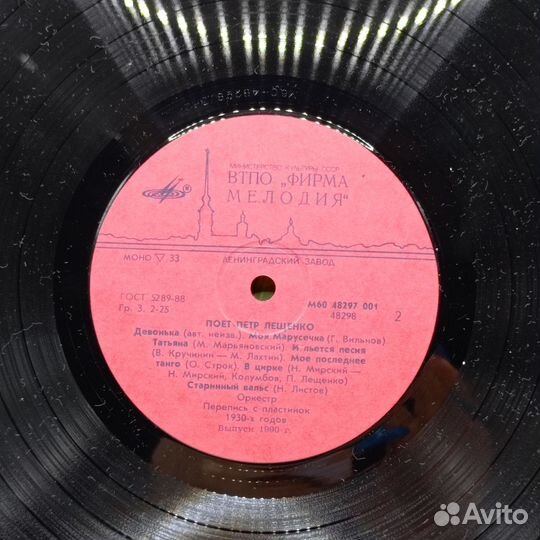 МИНИСТЕРСТВО КУЛЬТУРЫ СССР
ВТПО „ФИРМА
МЕЛОДИЯ"
МОНО ▽ 33
ЛЕНИНГРАДСКИЙ ЗАВОД
ГОСТ 5289-88
Гр. 3. 2-25
М60 48297 001
48298
2
ПОЕТ ПЕТР ЛЕЩЕНКО
Девонька (авт. неизв.). Моя Марусечка (Г. Вильнов)
Татьяна (М. Марьяновский). И льется песня
(В. Кручинин — М. Лахтин). Мое последнее
танго (О. Строк). В цирке (Н. Мирский —
Н. Мирский, Колумбов, П. Лещенко)
Старинный вальс (Н. Листов)
Оркестр
Перепись с пластинок
1930-х годов
Выпуск 1990 г.
Avito